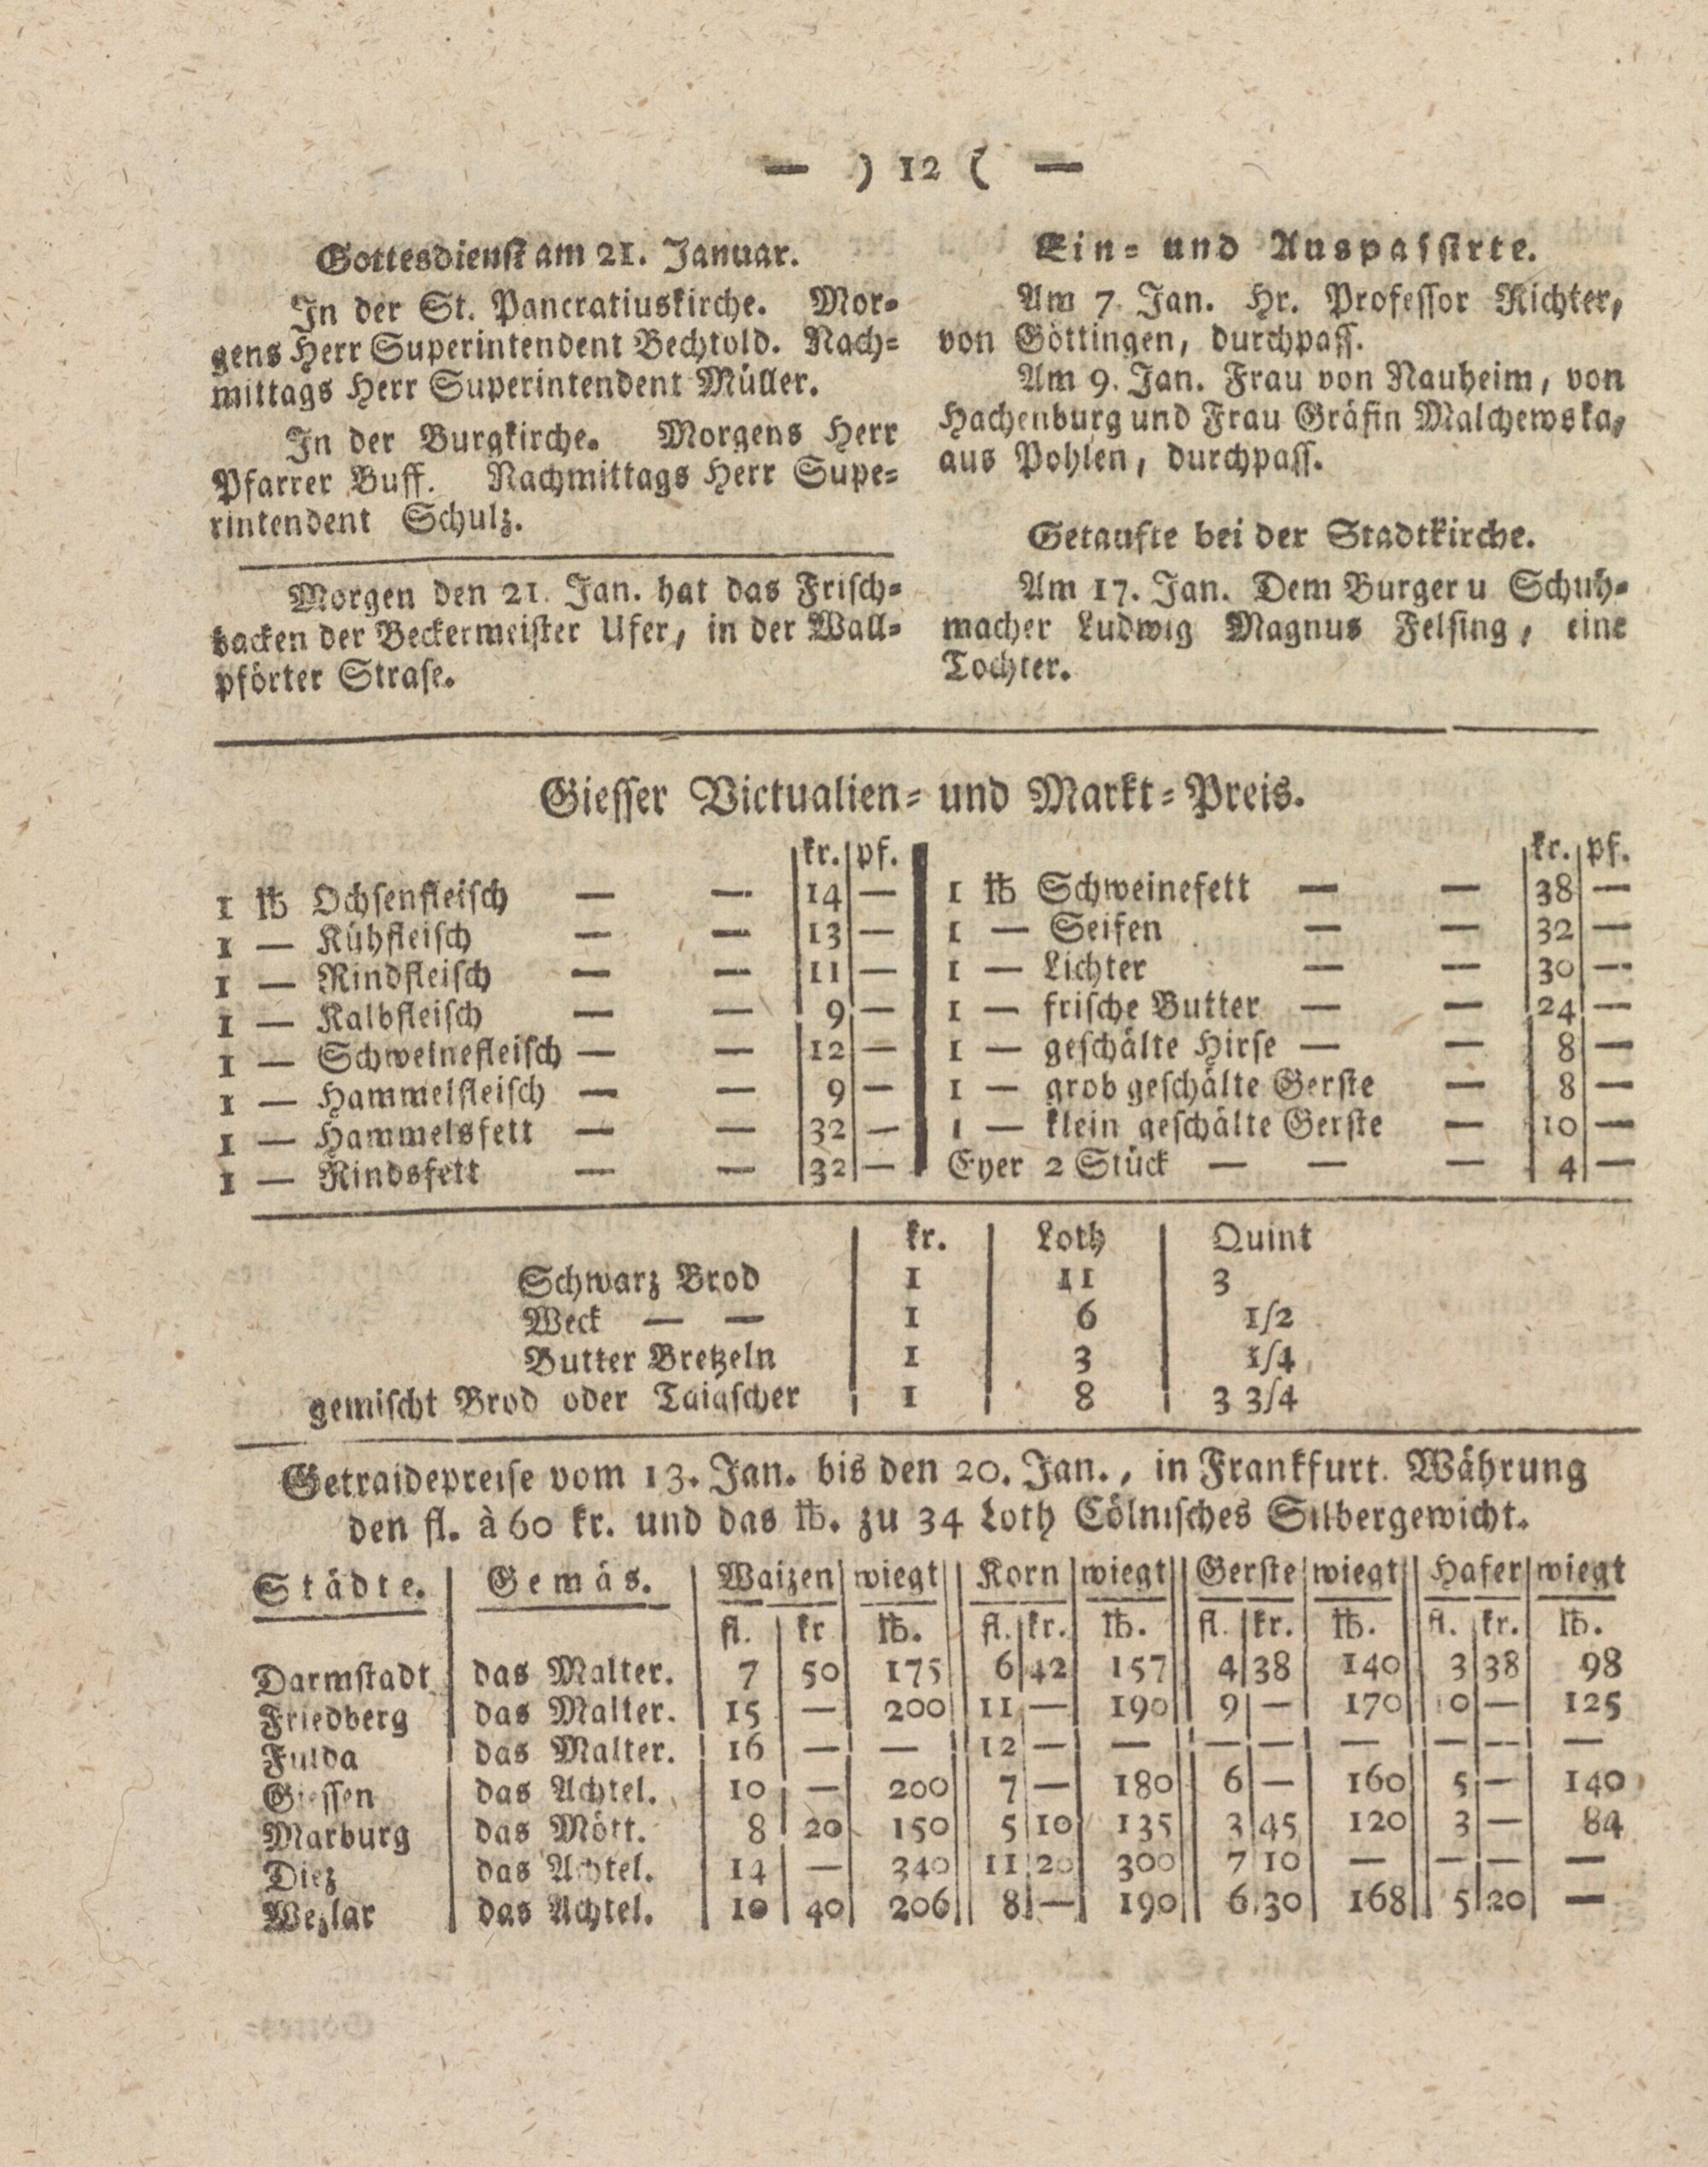 — ) 12 ( —
Gottesdienst am 21. Januar.
In der St. Pancratiuskirche. Mor-
gens Herr Superintendent Bechtold. Nach-
mittags Herr Superintendent Müller.
In der Burgkirche. Morgens Herr
Pfarrer Buff. Nachmittags Herr Supe-
rintendent Schulz.
Morgen den 21. Jan. hat das Frisch-
backen der Beckermeister Ufer, in der Wall-
pförter Strase.
Ein- und Auspassirte.
Am 7 Jan. Hr. Professor Richter,
von Göttingen, durchpass.
Am 9. Jan. Frau von Nauheim, von
Hachenburg und Frau Gräfin Malchewska,
aus Pohlen, durchpass.
Getaufte bei der Stadtkirche.
Am 17. Jan. Dem Burger u Schuh-
macher Ludwig Magnus Felsing, eine
Tochter.
Giesser Victualien- und Markt-Preis.
kr. pf.
1 ℔ Ochsenfleisch — — 14 —
1 — Kühfleisch — — 13 —
1 — Rindfleisch — — 11 —
1 — Kalbfleisch — — 9 —
1 — Schweinefleisch — — 12 —
1 — Hammelfleisch — — 9 —
1 — Hammelsfett — — 32 —
1 — Rindsfett — — 32 —
kr. pf.
1 ℔ Schweinefett — — 38 —
1 — Seifen — — 32 —
1 — Lichter — — 30 —
1 — frische Butter — — 24 —
1 — geschälte Hirse — — 8 —
1 — grob geschälte Gerste — 8 —
1 — klein geschälte Gerste — 10 —
Eyer 2 Stück — — — 4 —
kr. Loth Quint
Schwarz Brod 1 11 3
Weck — — 1 6 1/2
Butter Bretzeln 1 3 1/4
gemischt Brod oder Taigscher 1 8 3 3/4
Getraidepreise vom 13. Jan. bis den 20. Jan., in Frankfurt. Währung
den fl. à 60 kr. und das ℔. zu 34 Loth Cölnisches Silbergewicht.
Städte. Gemäs. Waizen wiegt Korn wiegt Gerste wiegt Hafer wiegt
fl. kr ℔. fl. kr. ℔. fl. kr. ℔. fl. kr. ℔.
Darmstadt das Malter. 7 50 175 6 42 157 4 38 140 3 38 98
Friedberg das Malter. 15 — 200 11 — 190 9 — 170 0 — 125
Fulda das Malter. 16 — — 12 — — — — — — — —
Giessen das Achtel. 10 — 200 7 — 180 6 — 160 5 — 140
Marburg das Mött. 8 20 150 5 10 135 3 45 120 3 — 84
Diez das Achtel. 14 — 340 11 20 300 7 10 — — — —
Wezlar das Achtel. 10 40 206 8 — 190 6 30 168 5 20 —